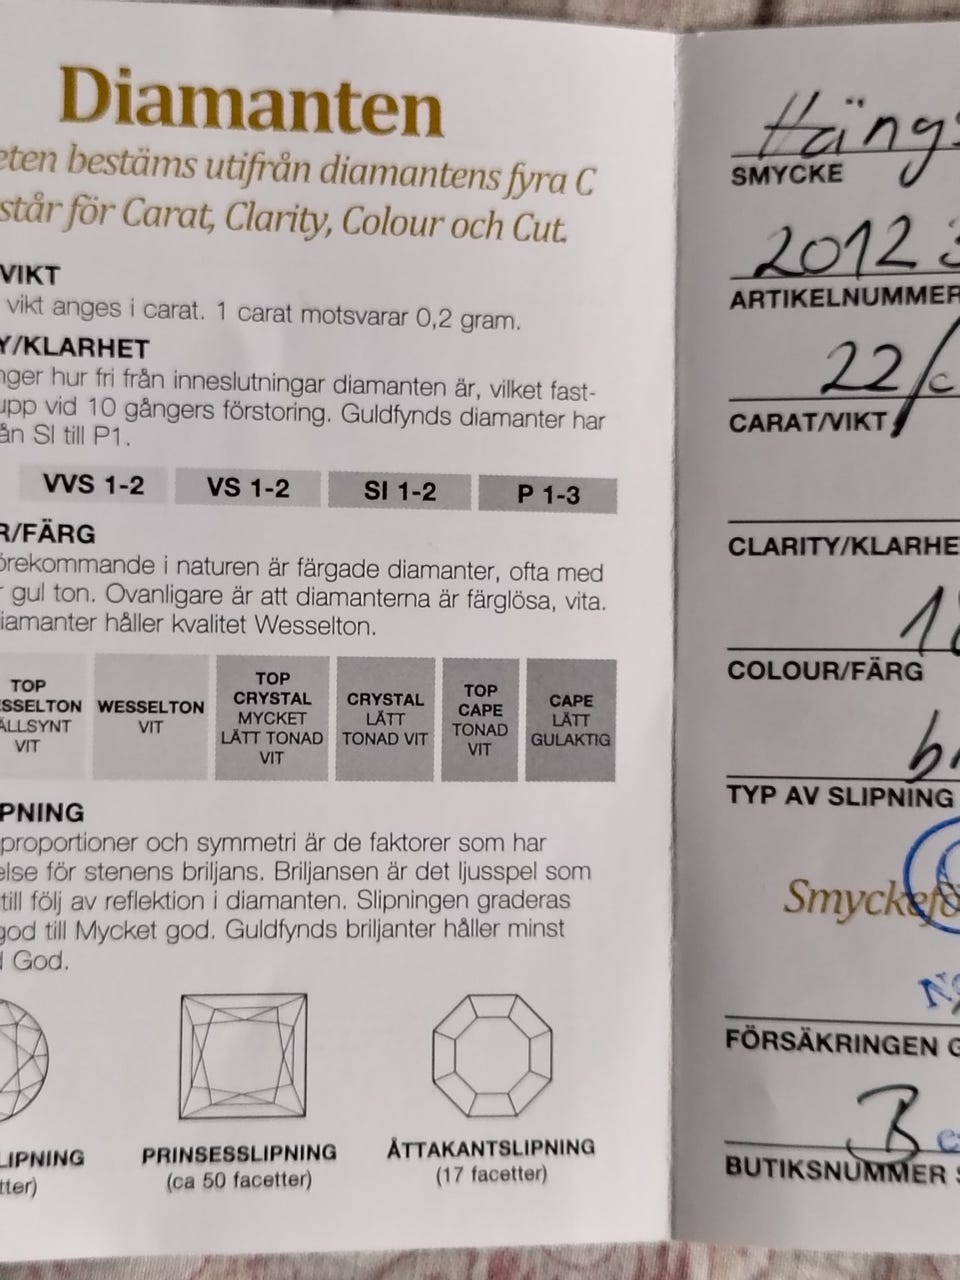 Diamanten
eten bestäms utifrån diamantens fyra C
står för Carat, Clarity, Colour och Cut.
VIKT
vikt anges i carat. 1 carat motsvarar 0,2 gram.
Y/KLARHET
nger hur fri från inneslutningar diamanten är, vilket fast-
upp vid 10 gångers förstoring. Guldfynds diamanter har
ån SI till P1.
VVS 1-2 VS 1-2 SI 1-2 P 1-3
R/FÄRG
örekommande i naturen är färgade diamanter, ofta med
r gul ton. Ovanligare är att diamanterna är färglösa, vita.
iamanter håller kvalitet Wesselton.
TOP
SSELTON
ÄLLSYNT
VIT
WESSELTON
VIT
TOP
CRYSTAL
MYCKET
LÄTT TONAD
VIT
CRYSTAL
LÄTT
TONAD VIT
TOP
CAPE
TONAD
VIT
CAPE
LÄTT
GULAKTIG
PNING
proportioner och symmetri är de faktorer som har
else för stenens briljans. Briljansen är det ljusspel som
till följ av reflektion i diamanten. Slipningen graderas
god till Mycket god. Guldfynds briljanter håller minst
d God.
LIPNING
tter)
PRINSESSLIPNING
(ca 50 facetter)
ÅTTAKANTSLIPNING
(17 facetter)
Hängs
SMYCKE
2012 3
ARTIKELNUMMER
22/c
CARAT/VIKT
CLARITY/KLARHE
COLOUR/FÄRG
br
TYP AV SLIPNING
Smyckefö
FÖRSÄKRINGEN G
B
BUTIKSNUMMER S